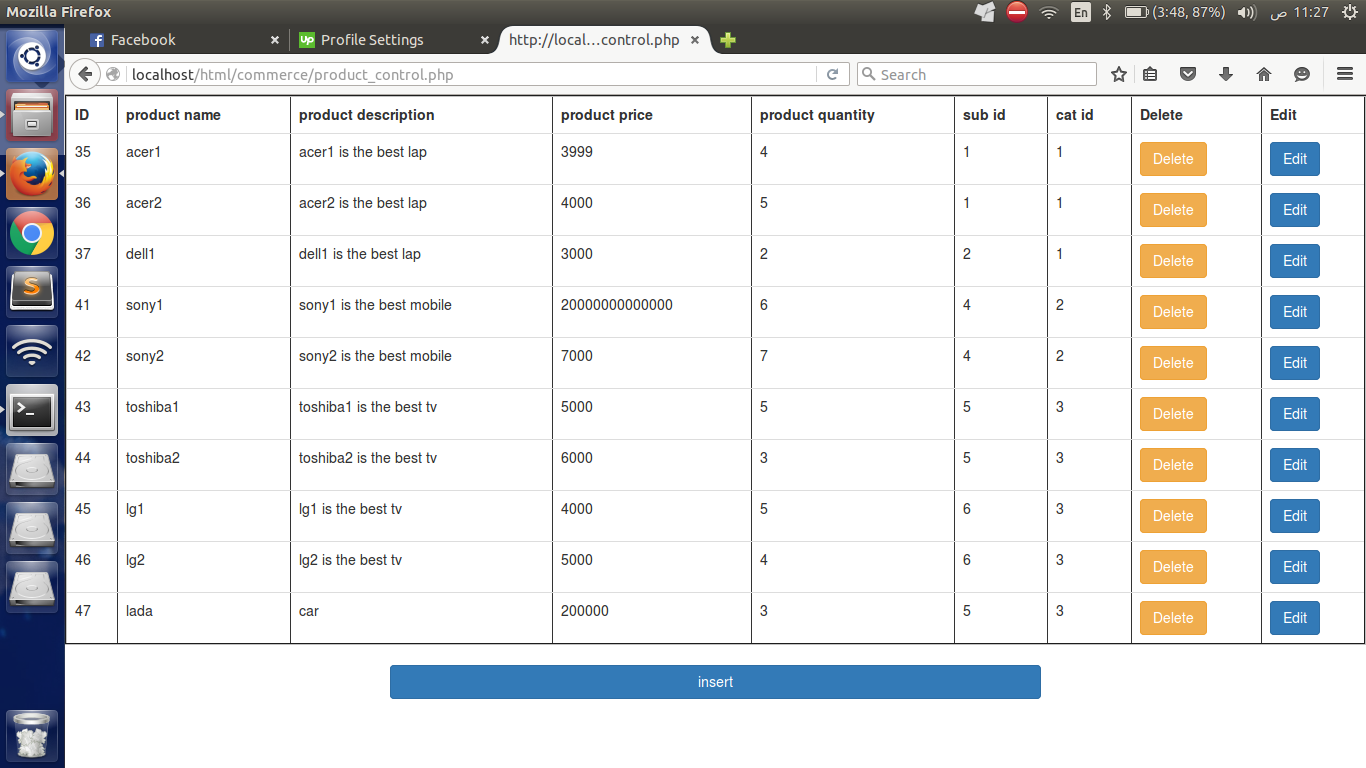 Mozilla Firefox En (3:48, 87%) ص 11:27
Facebook Up Profile Settings http://local...control.php
localhost/html/commerce/product_control.php Search
ID product name product description product price product quantity sub id cat id Delete Edit
35 acer1 acer1 is the best lap 3999 4 1 1 Delete Edit
36 acer2 acer2 is the best lap 4000 5 1 1 Delete Edit
37 dell1 dell1 is the best lap 3000 2 2 1 Delete Edit
41 sony1 sony1 is the best mobile 20000000000000 6 4 2 Delete Edit
42 sony2 sony2 is the best mobile 7000 7 4 2 Delete Edit
43 toshiba1 toshiba1 is the best tv 5000 5 5 3 Delete Edit
44 toshiba2 toshiba2 is the best tv 6000 3 5 3 Delete Edit
45 lg1 lg1 is the best tv 4000 5 6 3 Delete Edit
46 lg2 lg2 is the best tv 5000 4 6 3 Delete Edit
47 lada car 200000 3 5 3 Delete Edit
insert